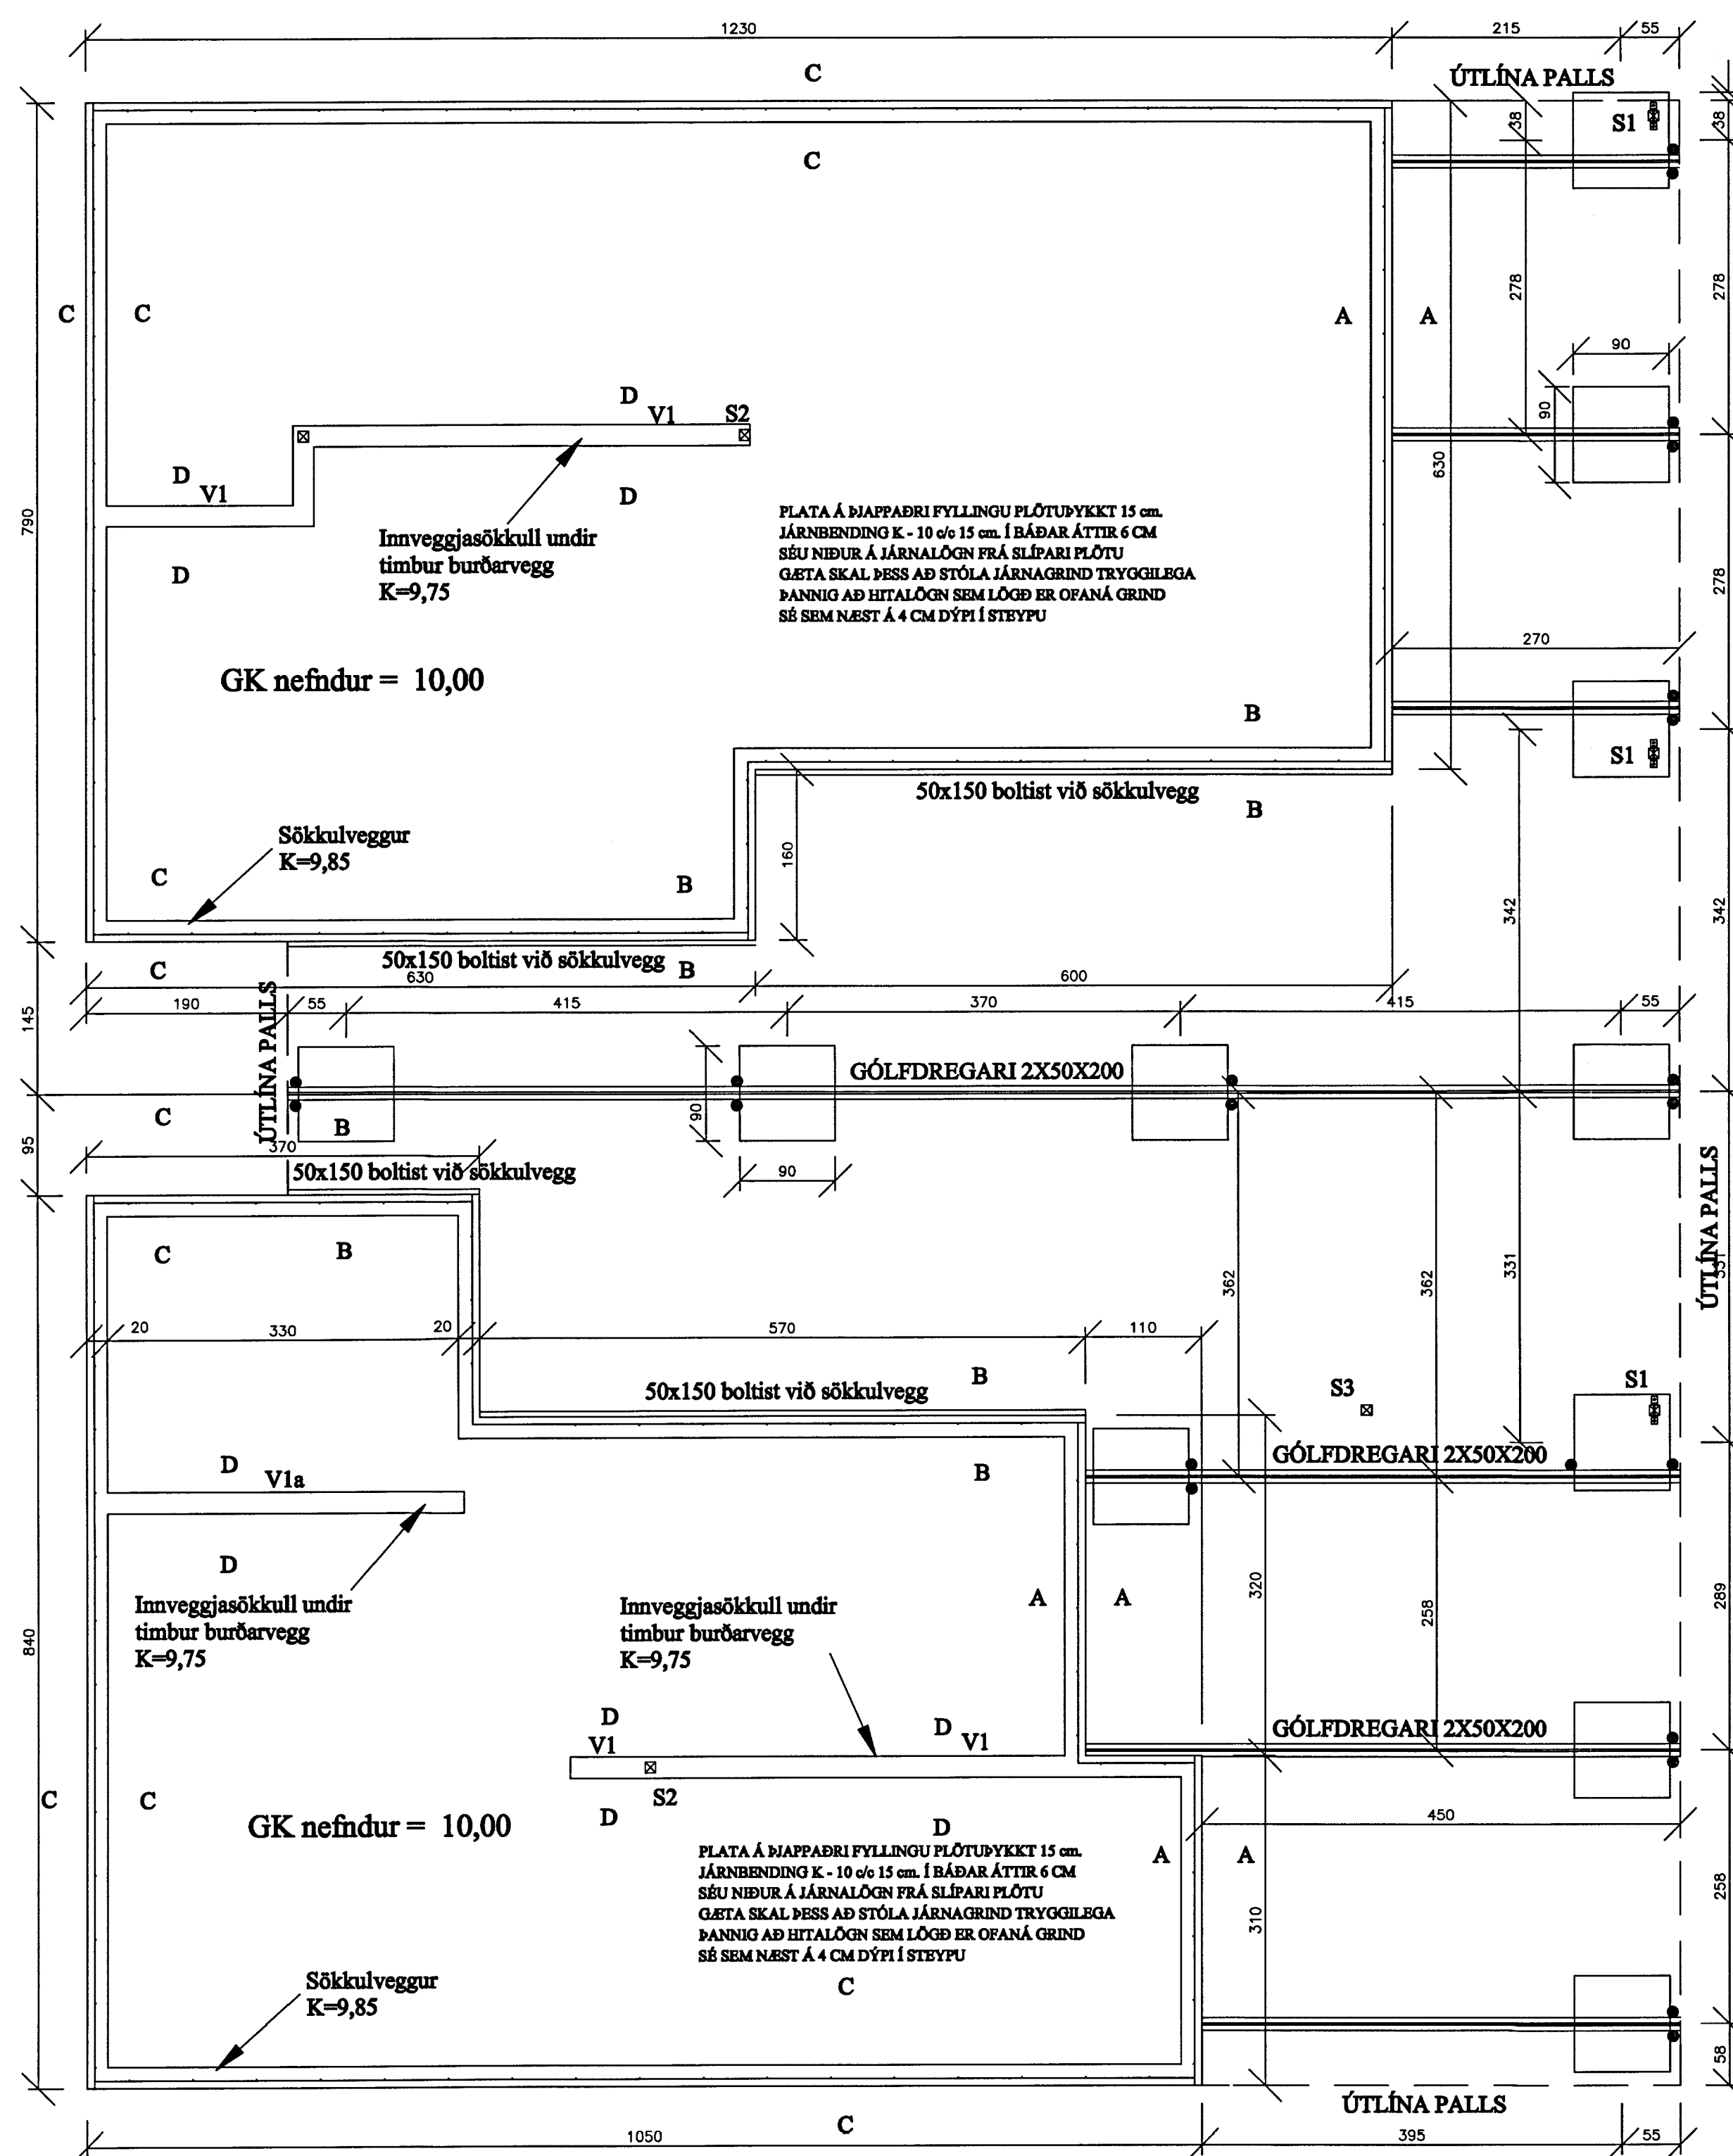 1230
215
55
C
ÚTLÍNA PALLS
S1
38
38
C
C
C
A
A
278
278
90
90
D
V1
S2
630
D
V1
D
790
PLATA Á ÞJAPPAÐRI FYLLINGU PLÖTUÞYKKT 15 cm.
JÁRNBENDING K - 10 c/c 15 cm. Í BÁÐAR ÁTTIR 6 CM
SÉU NIÐUR Á JÁRNALÖGN FRÁ SLÍPARI PLÖTU
GÆTA SKAL ÞESS AÐ STÓLA JÁRNAGRIND TRYGGILEGA
ÞANNIG AÐ HITALÖGN SEM LÖGÐ ER OFANÁ GRIND
SÉ SEM NÆST Á 4 CM DÝPI Í STEYPU
Innveggjasökkull undir
timbur burðarvegg
K=9,75
D
278
270
GK nefndur = 10,00
B
S1
50x150 boltist við sökkulvegg
B
Sökkulveggur
K=9,85
160
C
B
342
342
50x150 boltist við sökkulvegg
C
B
630
600
190
55
415
370
415
55
145
ÚTLÍNA PALLS
GÓLFDREGARI 2X50X200
90
C
B
95
370
50x150 boltist við sökkulvegg
90
ÚTLÍNA PALLS
C
B
362
362
331
331
20
330
20
570
110
B
50x150 boltist við sökkulvegg
S3
S1
GÓLFDREGARI 2X50X200
D
V1a
B
D
Innveggjasökkull undir
timbur burðarvegg
K=9,75
Innveggjasökkull undir
timbur burðarvegg
K=9,75
A
A
320
258
289
840
D
V1
D
V1
GÓLFDREGARI 2X50X200
C
C
S2
D
D
450
GK nefndur = 10,00
PLATA Á ÞJAPPAÐRI FYLLINGU PLÖTUÞYKKT 15 cm.
JÁRNBENDING K - 10 c/c 15 cm. Í BÁÐAR ÁTTIR 6 CM
SÉU NIÐUR Á JÁRNALÖGN FRÁ SLÍPARI PLÖTU
GÆTA SKAL ÞESS AÐ STÓLA JÁRNAGRIND TRYGGILEGA
ÞANNIG AÐ HITALÖGN SEM LÖGÐ ER OFANÁ GRIND
SÉ SEM NÆST Á 4 CM DÝPI Í STEYPU
A
A
310
258
C
Sökkulveggur
K=9,85
58
ÚTLÍNA PALLS
C
1050
395
55